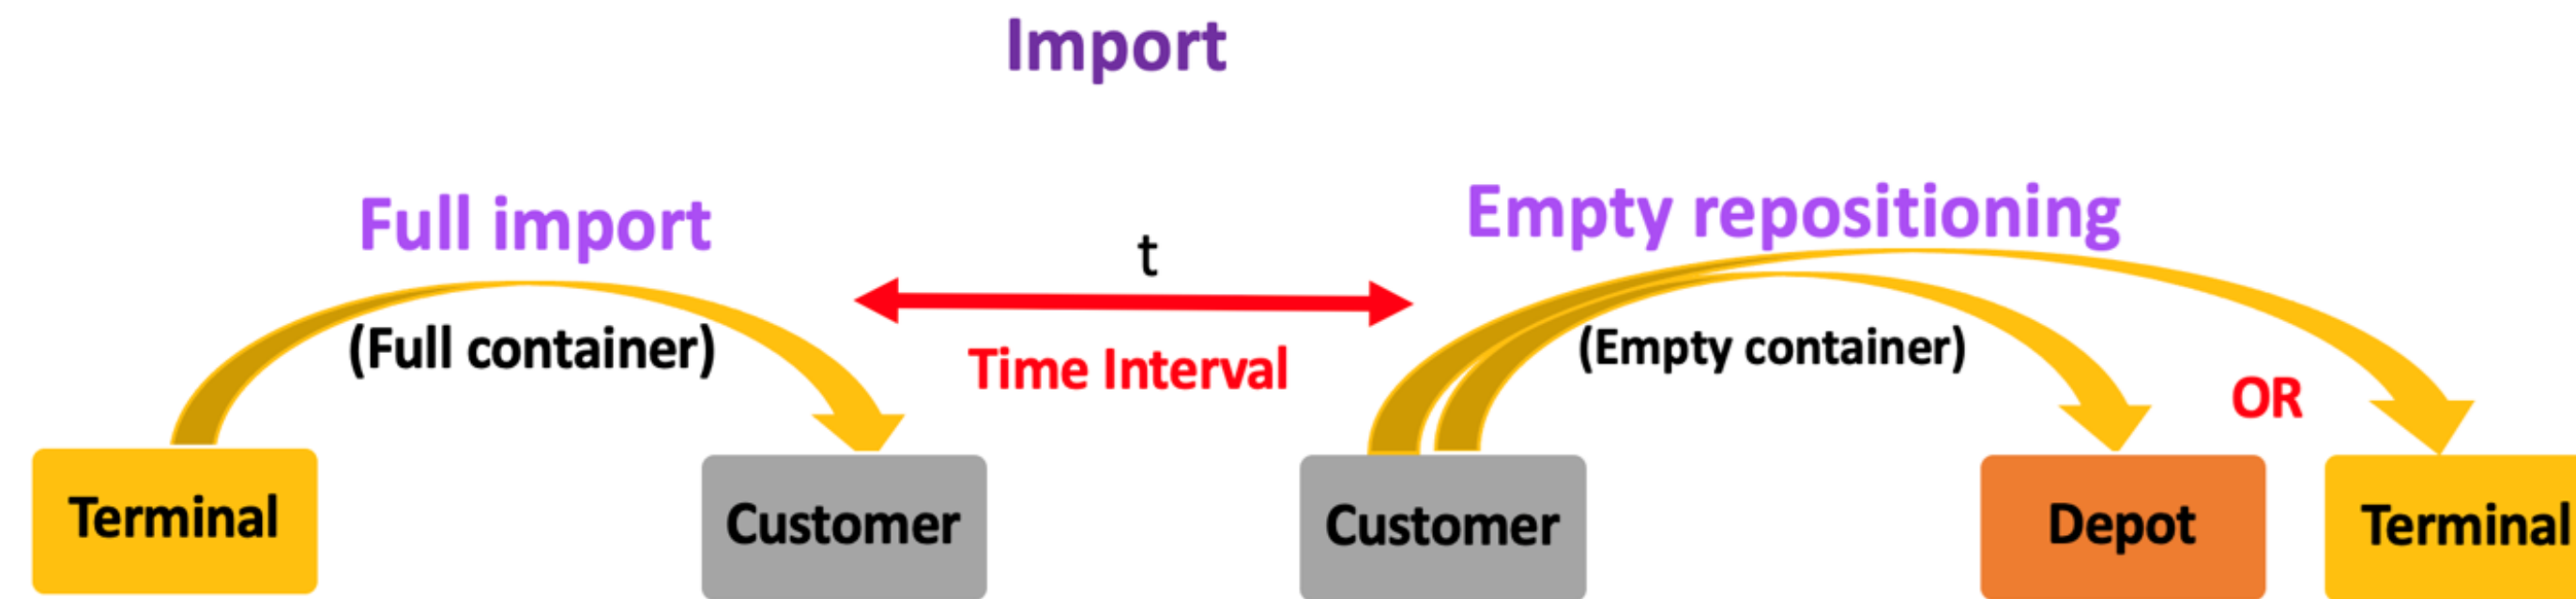 Import
Full import
t
Empty repositioning
(Full container)
Time Interval
(Empty container)
OR
Terminal
Customer
Customer
Depot
Terminal